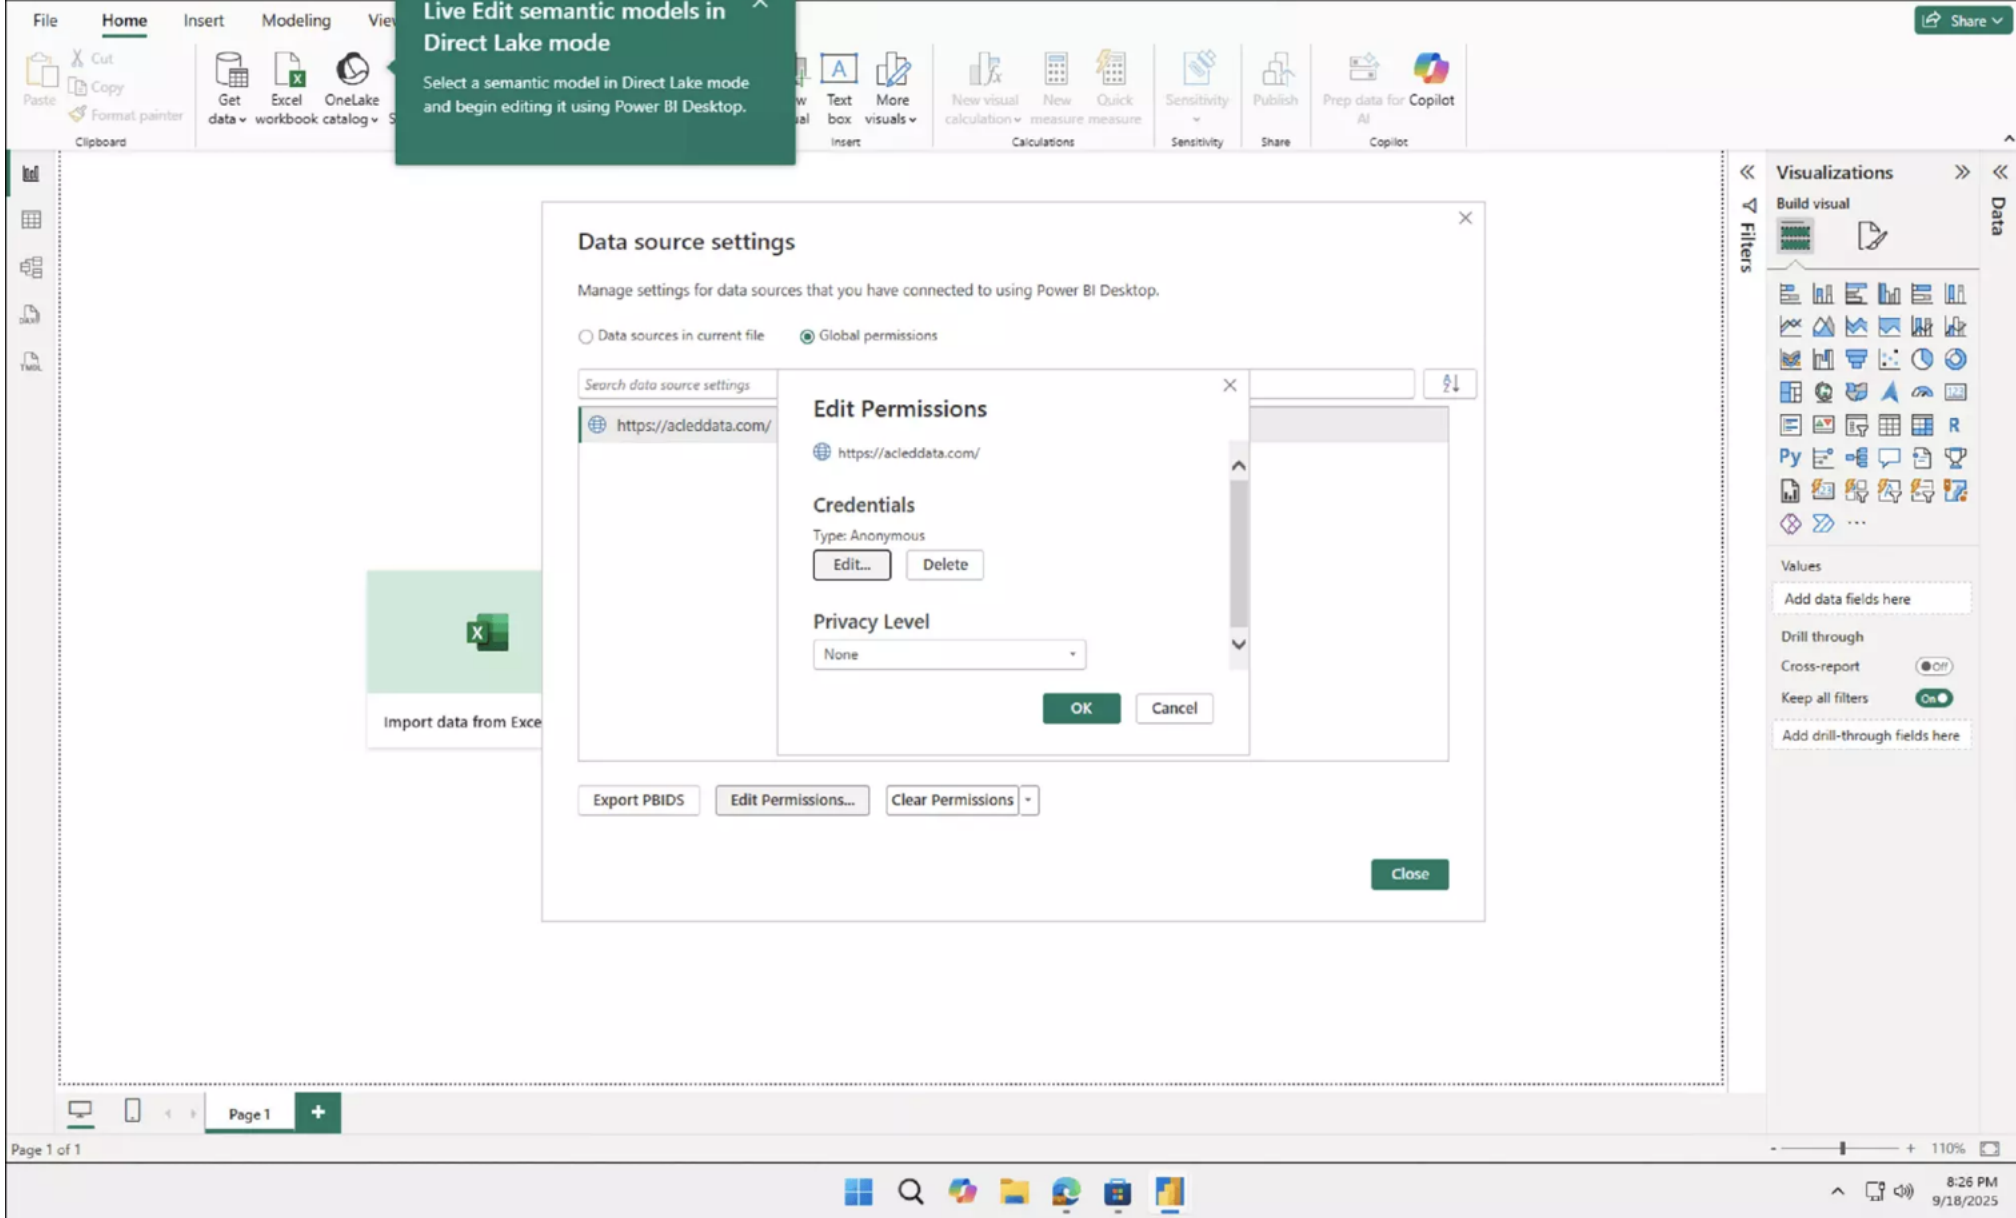 File
Home
Insert
Modeling
Live Edit semantic models in
Direct Lake mode
Select a semantic model in Direct Lake mode
and begin editing it using Power BI Desktop.
Share
Paste
Cut
Copy
Format painter
Clipboard
Get
data
Excel
workbook
OneLake
catalog
Text
box
More
visuals
Insert
New visual
calculation
New
measure
Quick
measure
Calculations
Sensitivity
Sensitivity
Publish
Share
Prep data for
AI
Copilot
Copilot
TMDL
Data source settings
Manage settings for data sources that you have connected to using Power BI Desktop.
Data sources in current file
Global permissions
Search data source settings
https://acleddata.com/
Edit Permissions
https://acleddata.com/
Credentials
Type: Anonymous
Edit...
Delete
Privacy Level
None
OK
Cancel
Export PBIDS
Edit Permissions...
Clear Permissions
Close
Import data from Exce
Filters
Visualizations
Build visual
Data
123
R
Py
Values
Add data fields here
Drill through
Cross-report
Off
Keep all filters
On
Add drill-through fields here
Page 1
+
Page 1 of 1
- + 110%
8:26 PM
9/18/2025